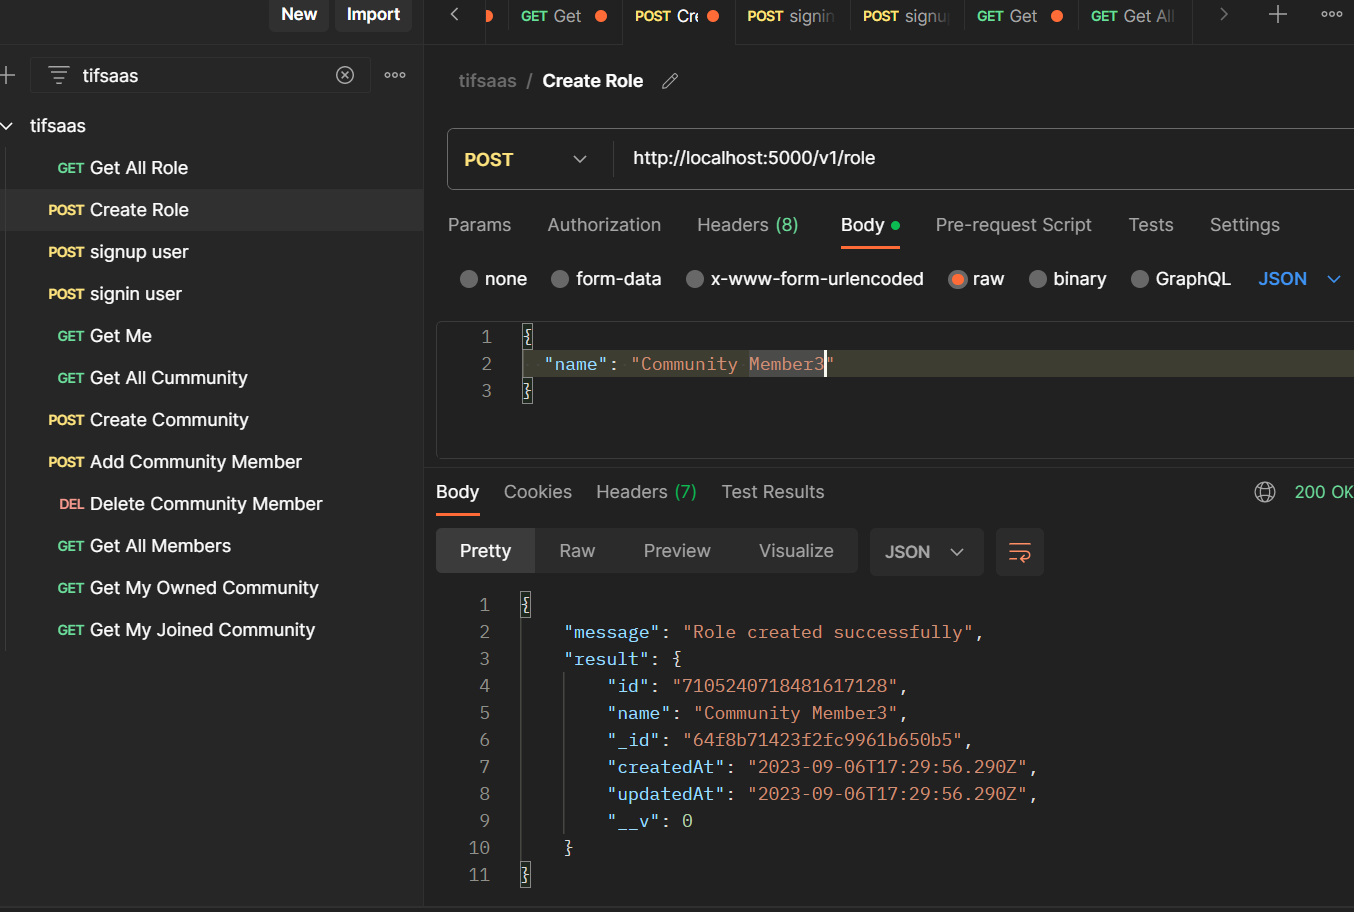 New Import
GET Get POST Cre POST signin POST signup GET Get GET Get All
tifsaas
tifsaas / Create Role
tifsaas
GET Get All Role
POST Create Role
POST signup user
POST signin user
GET Get Me
GET Get All Cummunity
POST Create Community
POST Add Community Member
DEL Delete Community Member
GET Get All Members
GET Get My Owned Community
GET Get My Joined Community
POST http://localhost:5000/v1/role
Params Authorization Headers (8) Body Pre-request Script Tests Settings
none form-data x-www-form-urlencoded raw binary GraphQL JSON
1 {
2 "name": "Community Member3"
3 }
Body Cookies Headers (7) Test Results 200 OK
Pretty Raw Preview Visualize JSON
1 {
2 "message": "Role created successfully",
3 "result": {
4 "id": "7105240718481617128",
5 "name": "Community Member3",
6 "_id": "64f8b71423f2fc9961b650b5",
7 "createdAt": "2023-09-06T17:29:56.290Z",
8 "updatedAt": "2023-09-06T17:29:56.290Z",
9 "__v": 0
10 }
11 }